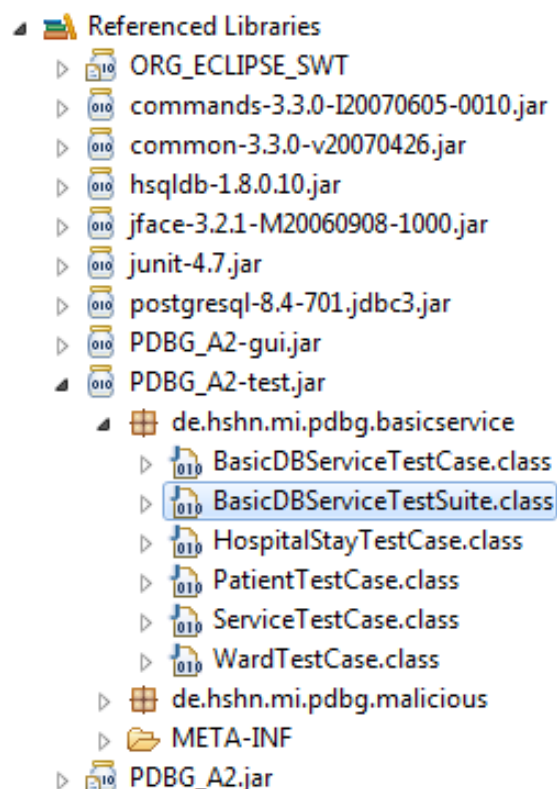 Referenced Libraries
ORG_ECLIPSE_SWT
commands-3.3.0-I20070605-0010.jar
common-3.3.0-v20070426.jar
hsqldb-1.8.0.10.jar
jface-3.2.1-M20060908-1000.jar
junit-4.7.jar
postgresql-8.4-701.jdbc3.jar
PDBG_A2-gui.jar
PDBG_A2-test.jar
de.hshn.mi.pdbg.basicservice
BasicDBServiceTestCase.class
BasicDBServiceTestSuite.class
HospitalStayTestCase.class
PatientTestCase.class
ServiceTestCase.class
WardTestCase.class
de.hshn.mi.pdbg.malicious
META-INF
PDBG_A2.jar